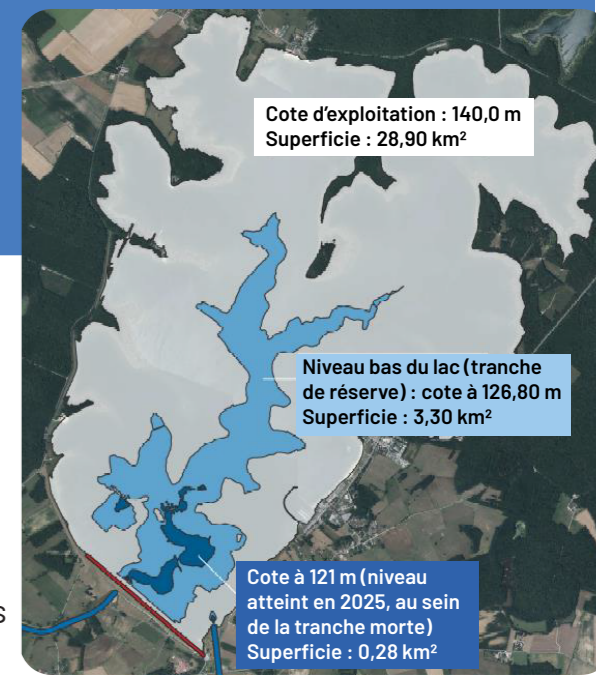 Cote d'exploitation : 140,0 m
Superficie : 28,90 km²
Niveau bas du lac (tranche
de réserve) : cote à 126,80 m
Superficie : 3,30 km²
Cote à 121 m (niveau
atteint en 2025, au sein
de la tranche morte)
Superficie : 0,28 km²
s